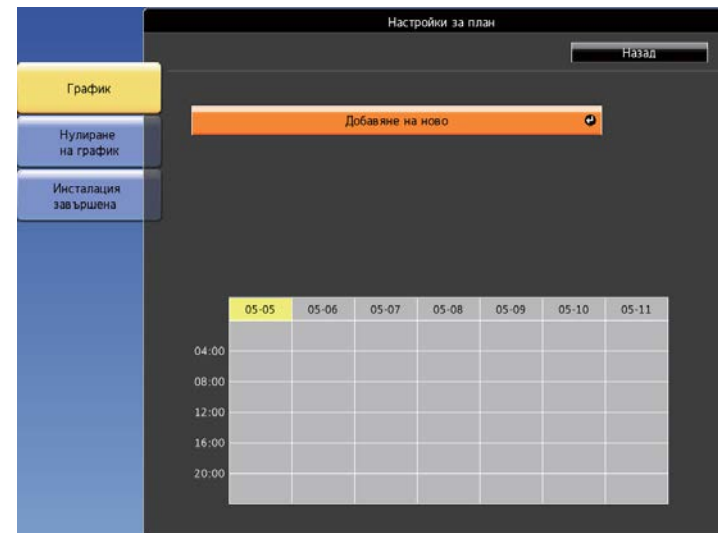 Настройки за план
Назад
График
Добавяне на ново
Нулиране
на график
Инсталация
завършена
05-05 05-06 05-07 05-08 05-09 05-10 05-11
04:00
08:00
12:00
16:00
20:00